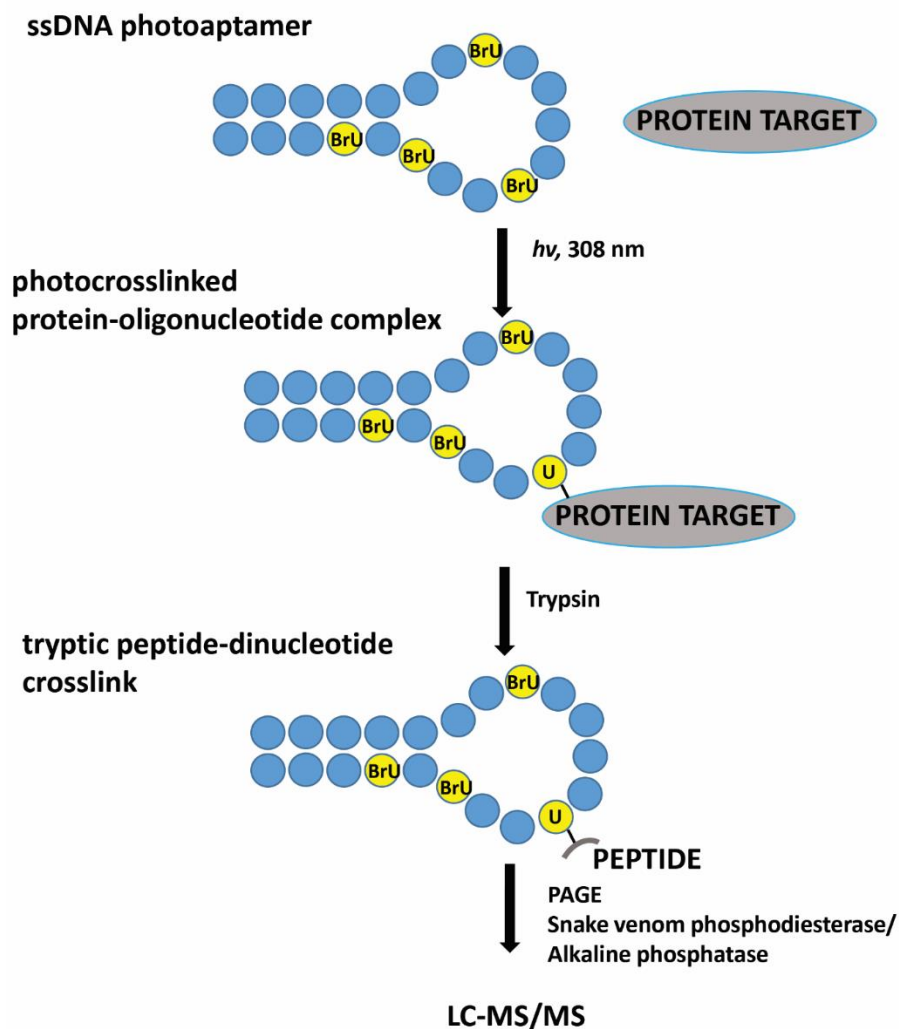 ssDNA photoaptamer
BrU
PROTEIN TARGET
BrU
BrU
BrU
hv, 308 nm
photocrosslinked
protein-oligonucleotide complex
BrU
BrU
BrU
U
PROTEIN TARGET
Trypsin
tryptic peptide-dinucleotide
crosslink
BrU
BrU
BrU
U
PEPTIDE
PAGE
Snake venom phosphodiesterase/
Alkaline phosphatase
LC-MS/MS